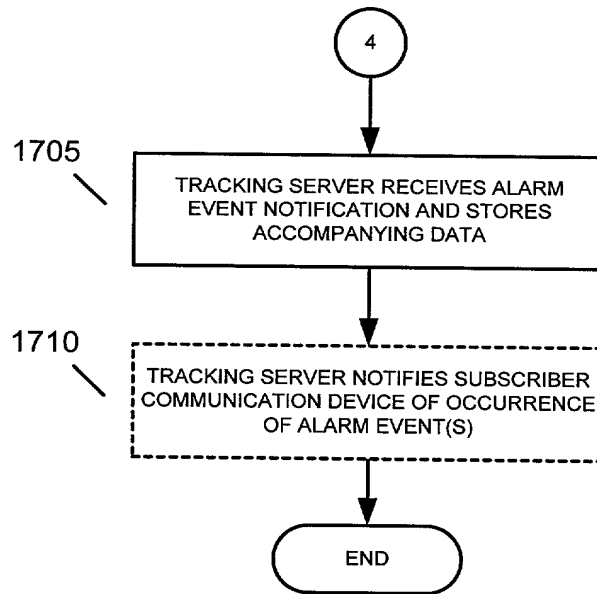 4
1705
TRACKING SERVER RECEIVES ALARM
EVENT NOTIFICATION AND STORES
ACCOMPANYING DATA
1710
TRACKING SERVER NOTIFIES SUBSCRIBER
COMMUNICATION DEVICE OF OCCURRENCE
OF ALARM EVENT(S)
END